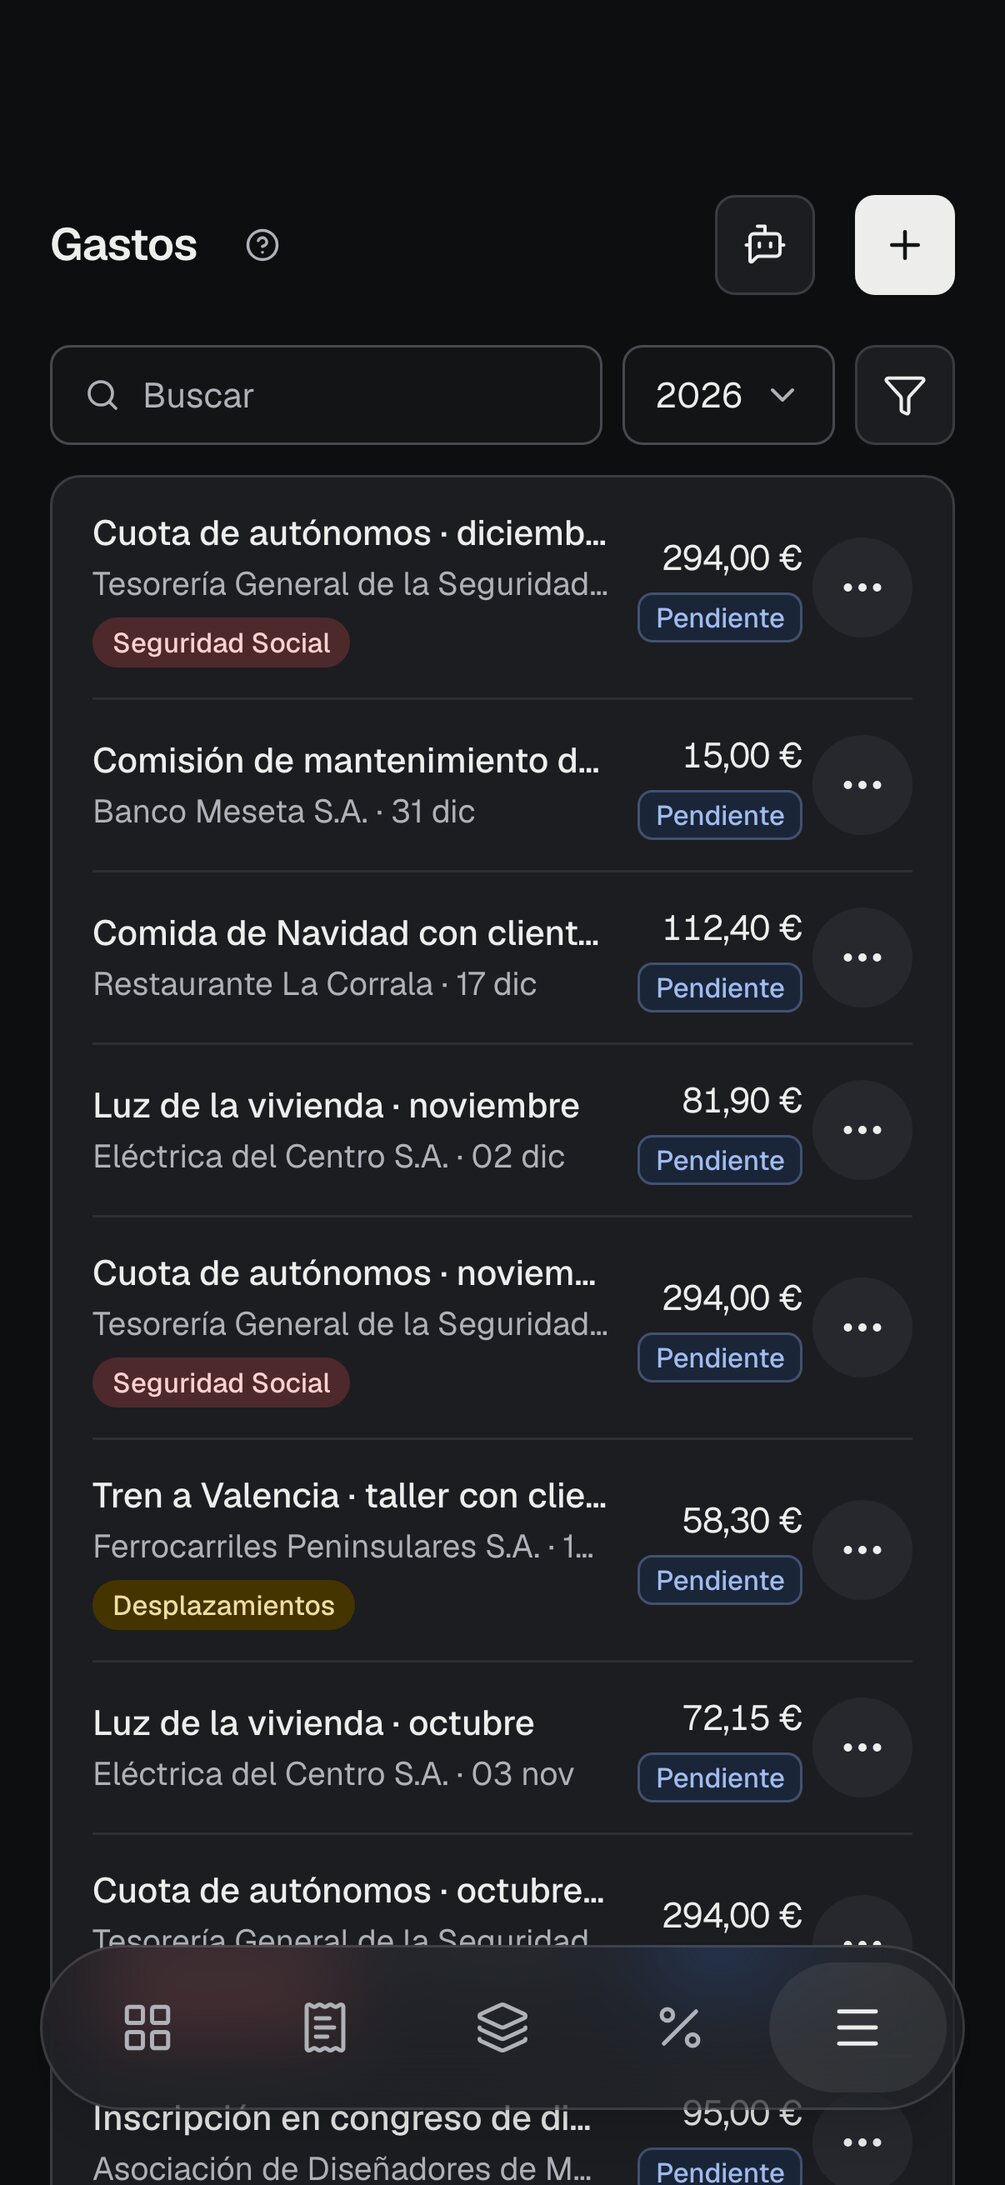 Gastos
Buscar
2026
Cuota de autónomos · diciemb...
Tesorería General de la Seguridad...
Seguridad Social
294,00 €
Pendiente
Comisión de mantenimiento d...
Banco Meseta S.A. · 31 dic
15,00 €
Pendiente
Comida de Navidad con client...
Restaurante La Corrala · 17 dic
112,40 €
Pendiente
Luz de la vivienda · noviembre
Eléctrica del Centro S.A. · 02 dic
81,90 €
Pendiente
Cuota de autónomos · noviem...
Tesorería General de la Seguridad...
Seguridad Social
294,00 €
Pendiente
Tren a Valencia · taller con clie...
Ferrocarriles Peninsulares S.A. · 1...
Desplazamientos
58,30 €
Pendiente
Luz de la vivienda · octubre
Eléctrica del Centro S.A. · 03 nov
72,15 €
Pendiente
Cuota de autónomos · octubre...
Tesorería General de la Seguridad
294,00 €
Inscripción en congreso de di...
Asociación de Diseñadores de M...
95,00 €
Pendiente